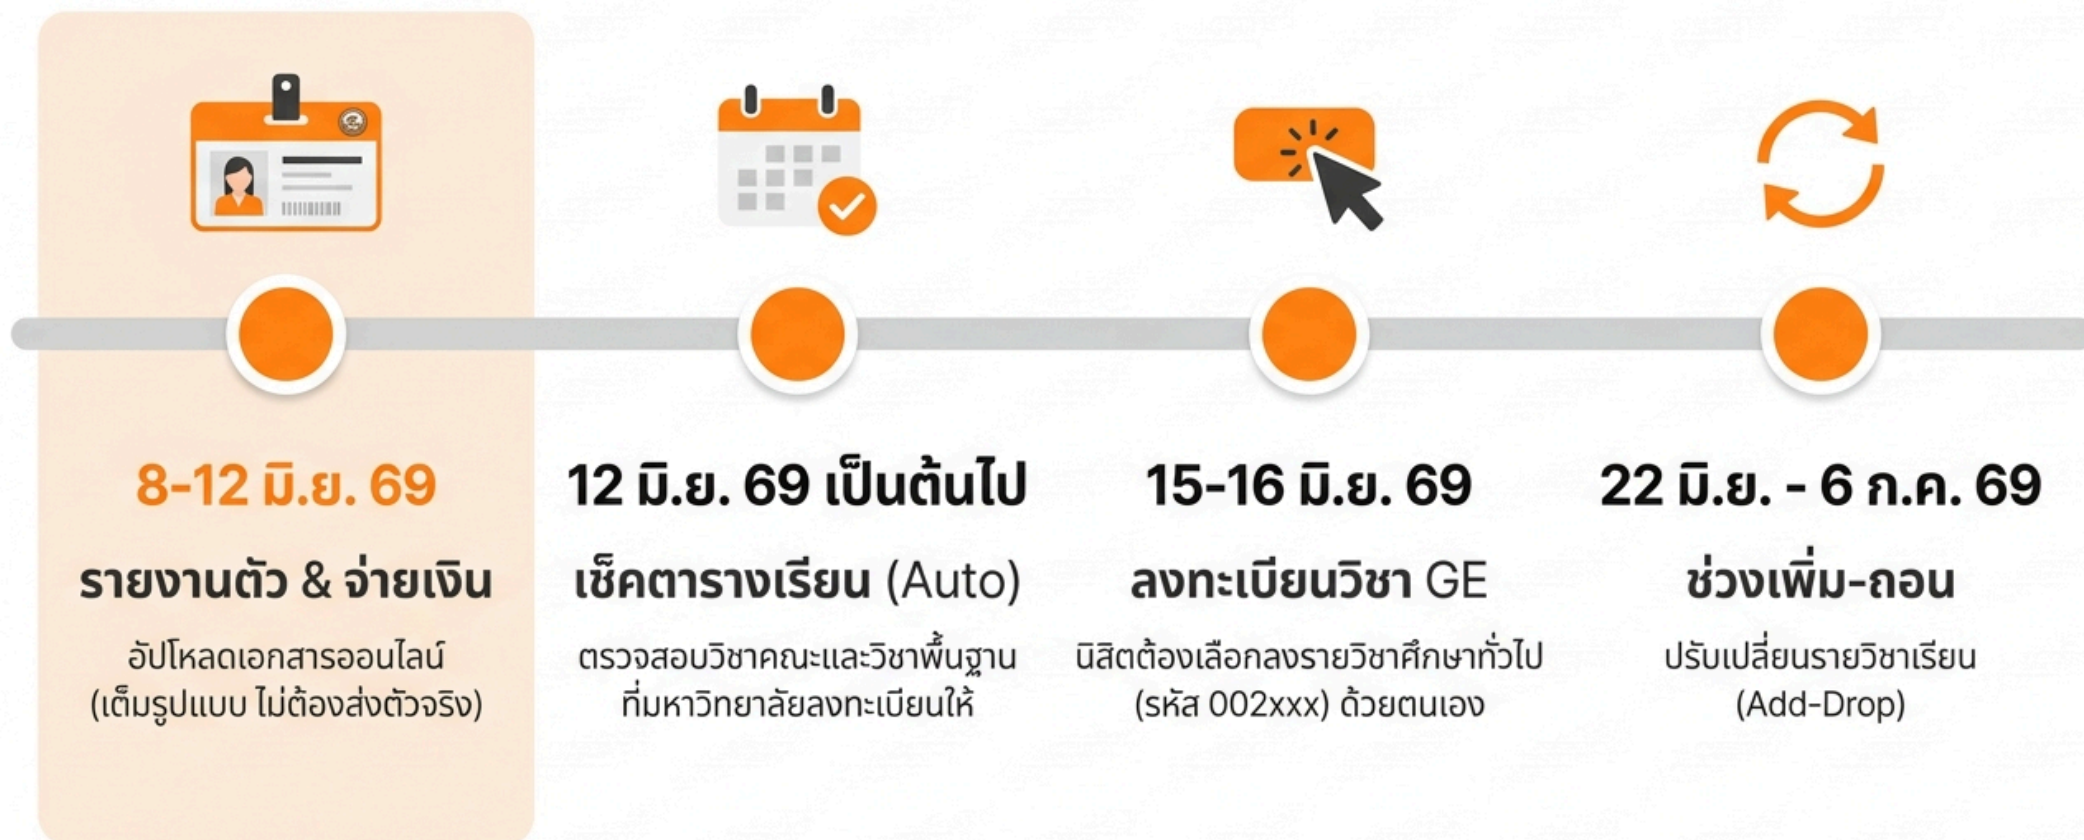 8-12 มิ.ย. 69
รายงานตัว & จ่ายเงิน
อัปโหลดเอกสารออนไลน์
(เต็มรูปแบบ ไม่ต้องส่งตัวจริง)
12 มิ.ย. 69 เป็นต้นไป
เช็คตารางเรียน (Auto)
ตรวจสอบวิชาคณะและวิชาพื้นฐาน
ที่มหาวิทยาลัยลงทะเบียนให้
15-16 มิ.ย. 69
ลงทะเบียนวิชา GE
นิสิตต้องเลือกลงรายวิชาศึกษาทั่วไป
(รหัส 002xxx) ด้วยตนเอง
22 มิ.ย. - 6 ก.ค. 69
ช่วงเพิ่ม-ถอน
ปรับเปลี่ยนรายวิชาเรียน
(Add-Drop)